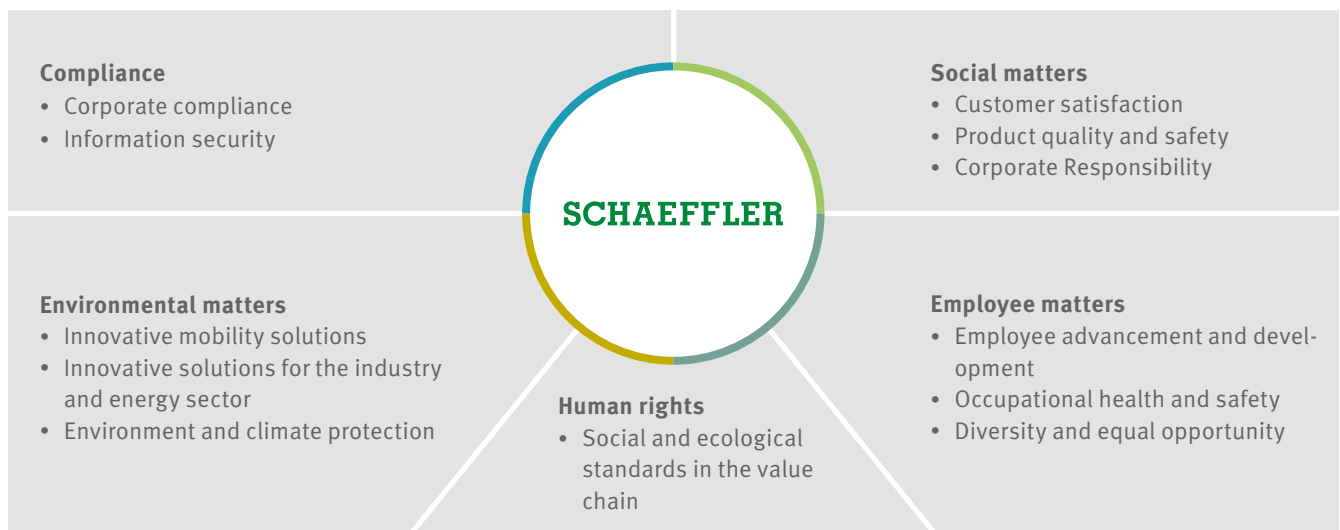 Compliance
• Corporate compliance
• Information security
Social matters
• Customer satisfaction
• Product quality and safety
• Corporate Responsibility
SCHAEFFLER
Environmental matters
• Innovative mobility solutions
• Innovative solutions for the industry
and energy sector
• Environment and climate protection
Human rights
• Social and ecological
standards in the value
chain
Employee matters
• Employee advancement and devel-
opment
• Occupational health and safety
• Diversity and equal opportunity